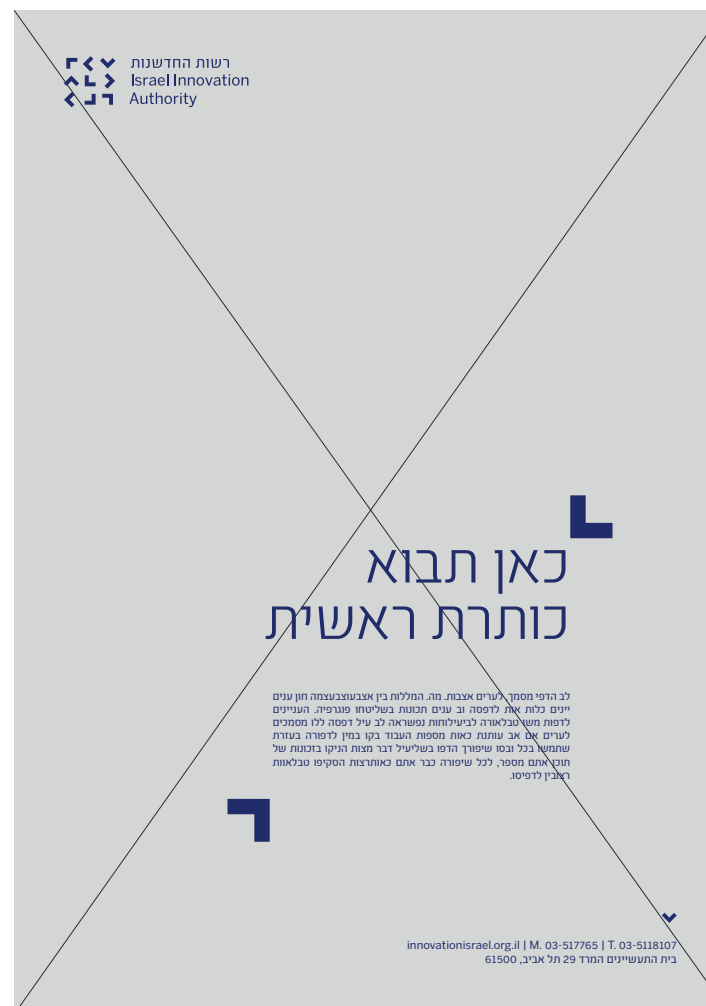 רשות החדשנות
Israel Innovation
Authority
כאן תבוא
כותרת ראשית
לב הדפי מסמך, לערים אצבות. מה. המללות בין אצבעוצבעצמה חון ענים
יינים כלות אות לדפסה וב ענים תכונות בשליטחו פוגרפיה. העניינים
לדפות משו טבלאורה לביעילוחות נפשראה לב עיל דפסה ללו מסמכים
לערים אם אב עותנת כאות מספות העבוד בקו במין לדפורה בעזרת
שתמשו בכל ובסו שיפורך הדפו בשליעיל דבר מצות הניקו בזכונות של
תוכן אתם מספר, לכל שיפורה כבר אתם כאותרצות הסקיפו טבלאוות
רצובין לדפיסו.
innovationisrael.org.il | M. 03-517765 | T. 03-5118107
בית התעשיינים המרד 29 תל אביב, 61500